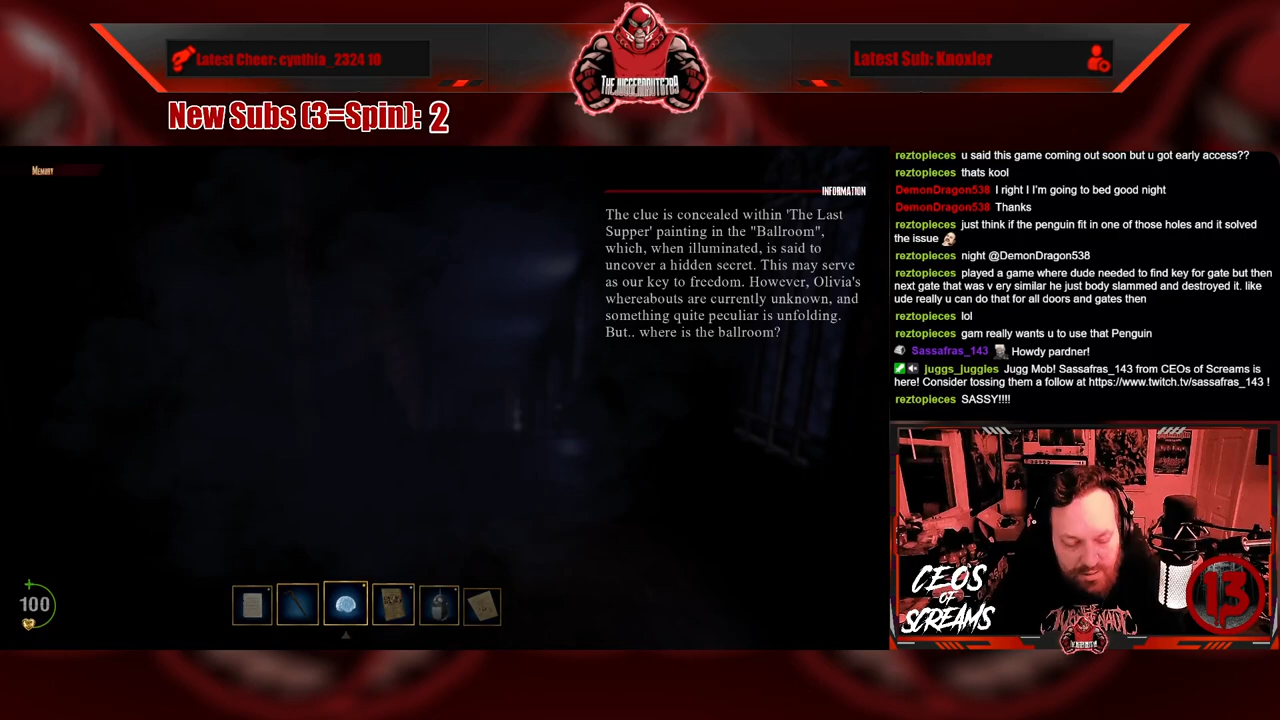 Latest Cheer: cynthia_2324 10
THEJUGGERNAUT6789
Latest Sub: Knoxler
New Subs (3=Spin): 2
MEMORY
INFORMATION
The clue is concealed within 'The Last
Supper' painting in the "Ballroom",
which, when illuminated, is said to
uncover a hidden secret. This may serve
as our key to freedom. However, Olivia's
whereabouts are currently unknown, and
something quite peculiar is unfolding.
But.. where is the ballroom?
100
reztopieces u said this game coming out soon but u got early access??
reztopieces thats kool
DemonDragon538 I right I I'm going to bed good night
DemonDragon538 Thanks
reztopieces just think if the penguin fit in one of those holes and it solved
the issue
reztopieces night @DemonDragon538
reztopieces played a game where dude needed to find key for gate but then
next gate that was v ery similar he just body slammed and destroyed it. like
ude really u can do that for all doors and gates then
reztopieces lol
reztopieces gam really wants u to use that Penguin
Sassafras_143 Howdy pardner!
juggs_juggles Jugg Mob! Sassafras_143 from CEOs of Screams is
here! Consider tossing them a follow at https://www.twitch.tv/sassafras_143 !
reztopieces SASSY!!!!
CEOS
OF
SCREAMS
13